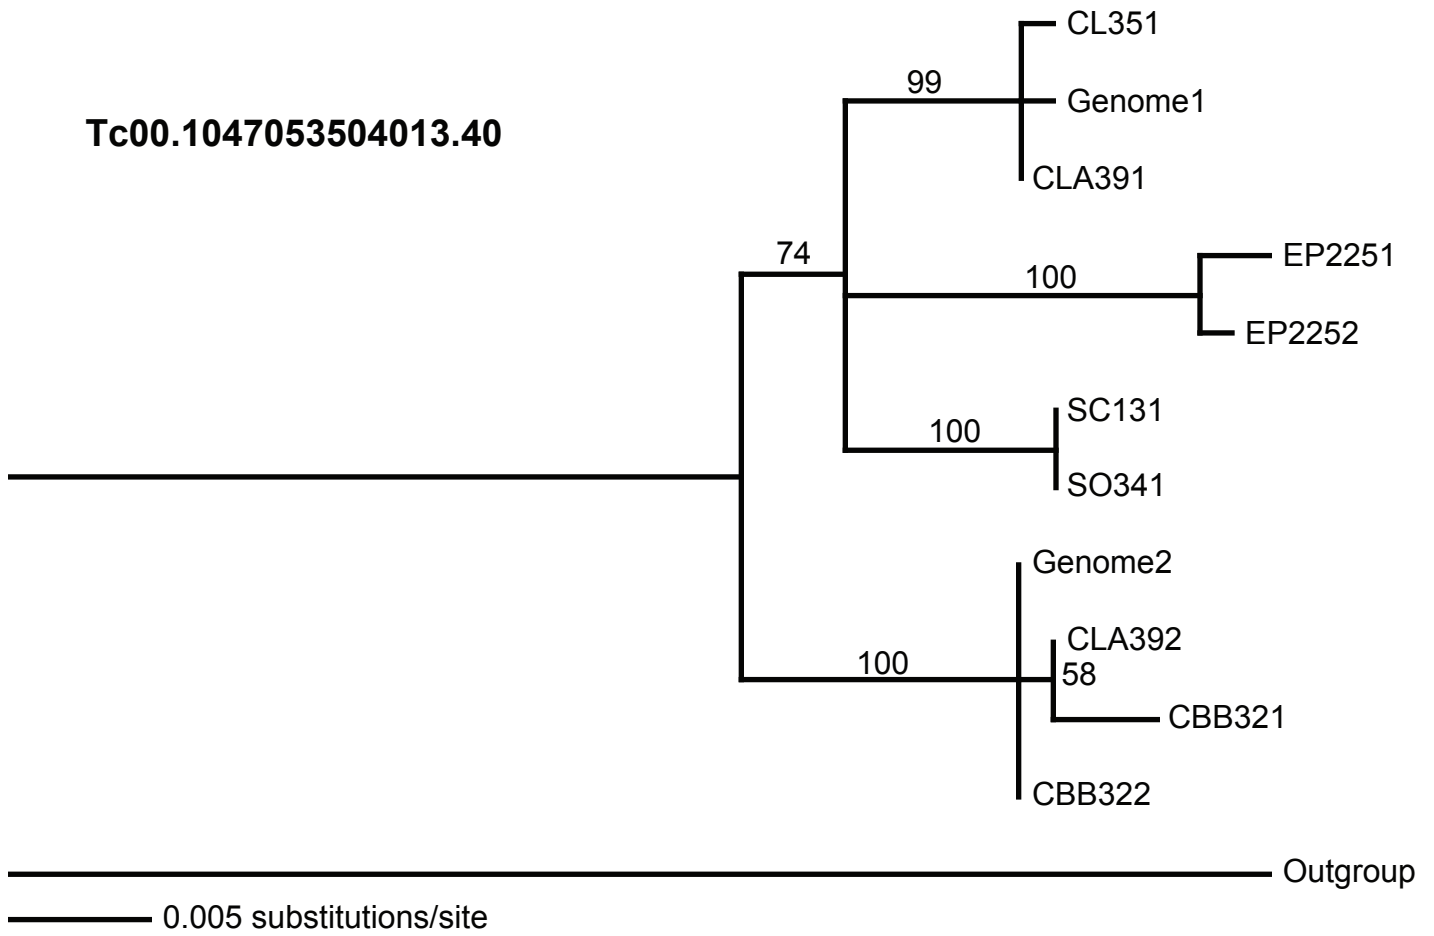 CL351
99
Genome1
Tc00.1047053504013.40
CLA391
74
EP2251
100
EP2252
SC131
100
SO341
Genome2
CLA392
100
58
CBB321
CBB322
Outgroup
0.005 substitutions/site